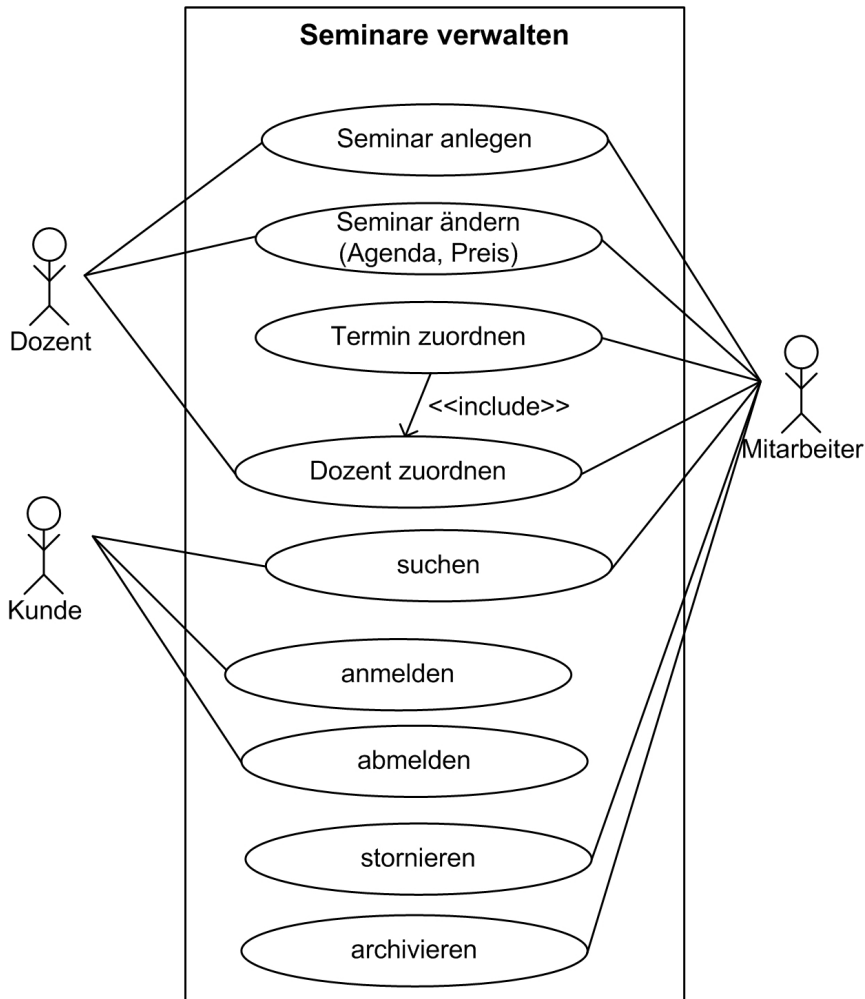 Seminare verwalten
Seminar anlegen
Seminar ändern
(Agenda, Preis)
Dozent
Termin zuordnen
<<include>>
Mitarbeiter
Dozent zuordnen
suchen
Kunde
anmelden
abmelden
stornieren
archivieren